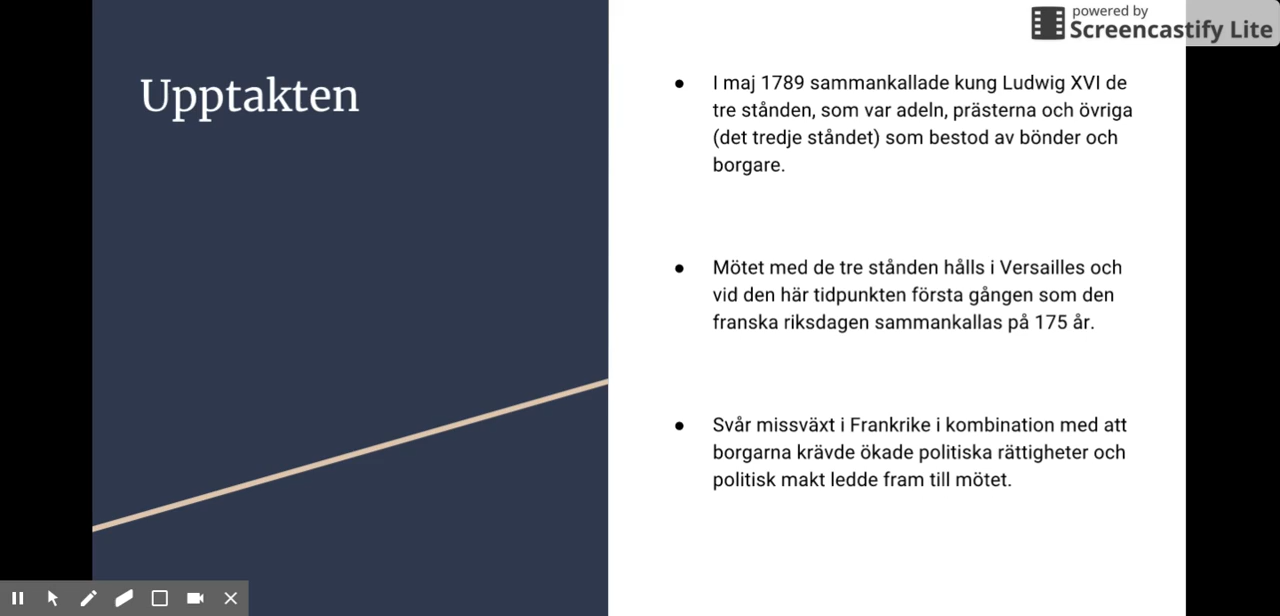 powered by
Screencastify Lite
Upptakten
● I maj 1789 sammankallade kung Ludwig XVI de
tre stånden, som var adeln, prästerna och övriga
(det tredje ståndet) som bestod av bönder och
borgare.
● Mötet med de tre stånden hålls i Versailles och
vid den här tidpunkten första gången som den
franska riksdagen sammankallas på 175 år.
● Svår missväxt i Frankrike i kombination med att
borgarna krävde ökade politiska rättigheter och
politisk makt ledde fram till mötet.